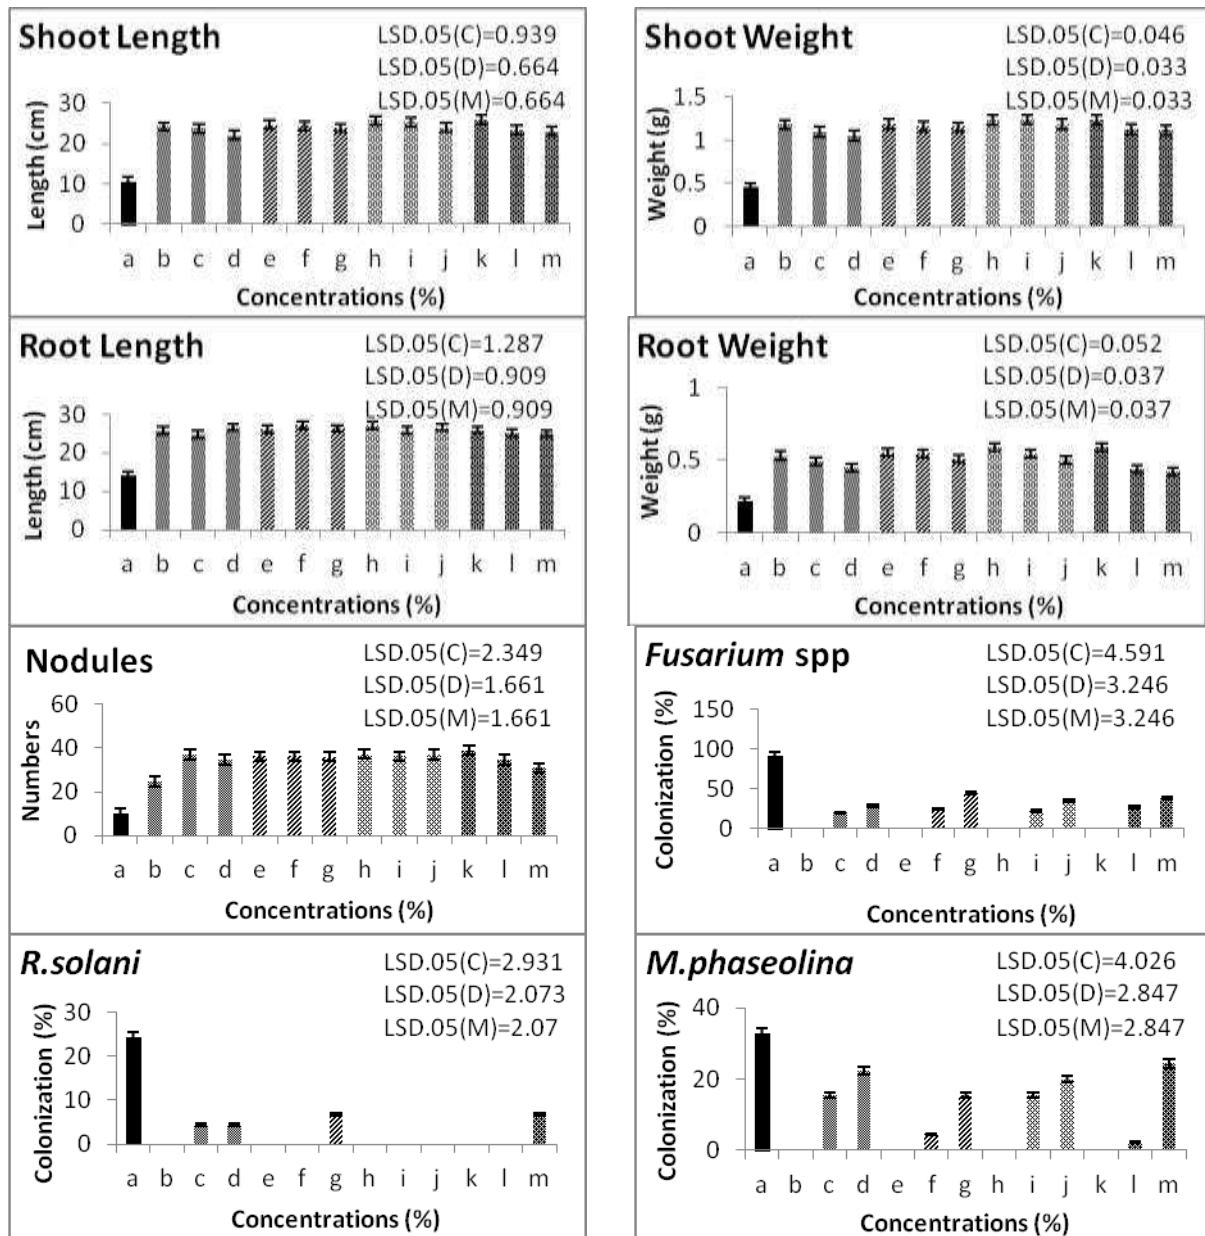 Shoot Length
LSD.05(C)=0.939
LSD.05(D)=0.664
LSD.05(M)=0.664
Length (cm)
30
20
10
0
a b c d e f g h i j k l m
Concentrations (%)
Shoot Weight
LSD.05(C)=0.046
LSD.05(D)=0.033
LSD.05(M)=0.033
Weight (g)
1.5
1
0.5
0
a b c d e f g h i j k l m
Concentrations (%)
Root Length
LSD.05(C)=1.287
LSD.05(D)=0.909
LSD.05(M)=0.909
Length (cm)
30
20
10
0
a b c d e f g h i j k l m
Concentrations (%)
Root Weight
LSD.05(C)=0.052
LSD.05(D)=0.037
LSD.05(M)=0.037
Weight (g)
1
0.5
0
a b c d e f g h i j k l m
Concentrations (%)
Nodules
LSD.05(C)=2.349
LSD.05(D)=1.661
LSD.05(M)=1.661
Numbers
60
40
20
0
a b c d e f g h i j k l m
Concentrations (%)
Fusarium spp
LSD.05(C)=4.591
LSD.05(D)=3.246
LSD.05(M)=3.246
Colonization (%)
150
100
50
0
a b c d e f g h i j k l m
Concentrations (%)
R.solani
LSD.05(C)=2.931
LSD.05(D)=2.073
LSD.05(M)=2.07
Colonization (%)
30
20
10
0
a b c d e f g h i j k l m
Concentrations (%)
M.phaseolina
LSD.05(C)=4.026
LSD.05(D)=2.847
LSD.05(M)=2.847
Colonization (%)
40
20
0
a b c d e f g h i j k l m
Concentrations (%)